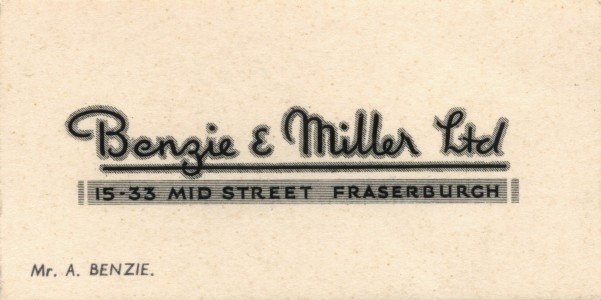 Benzie & Miller Ltd
15-33 MID STREET FRASERBURGH
Mr. A. BENZIE.